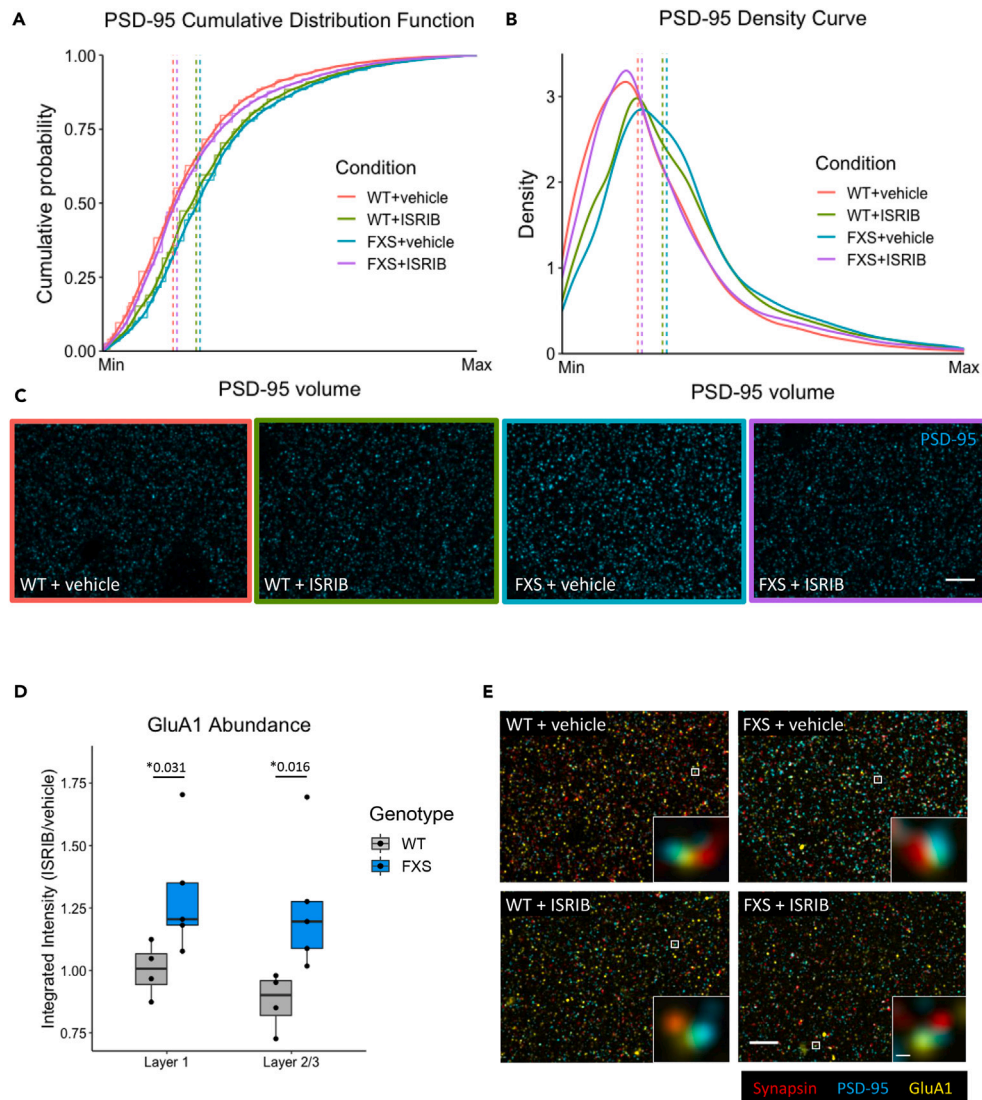 A
PSD-95 Cumulative Distribution Function
1.00
0.75
0.50
0.25
0.00
Cumulative probability
Condition
WT+vehicle
WT+ISRIB
FXS+vehicle
FXS+ISRIB
Min
Max
PSD-95 volume
B
PSD-95 Density Curve
3
2
1
0
Density
Condition
WT+vehicle
WT+ISRIB
FXS+vehicle
FXS+ISRIB
Min
Max
PSD-95 volume
C
PSD-95
WT + vehicle
WT + ISRIB
FXS + vehicle
FXS + ISRIB
D
GluA1 Abundance
1.75
1.50
1.25
1.00
0.75
Integrated Intensity (ISRIB/vehicle)
*0.031
*0.016
Genotype
WT
FXS
Layer 1
Layer 2/3
E
WT + vehicle
FXS + vehicle
WT + ISRIB
FXS + ISRIB
Synapsin PSD-95 GluA1